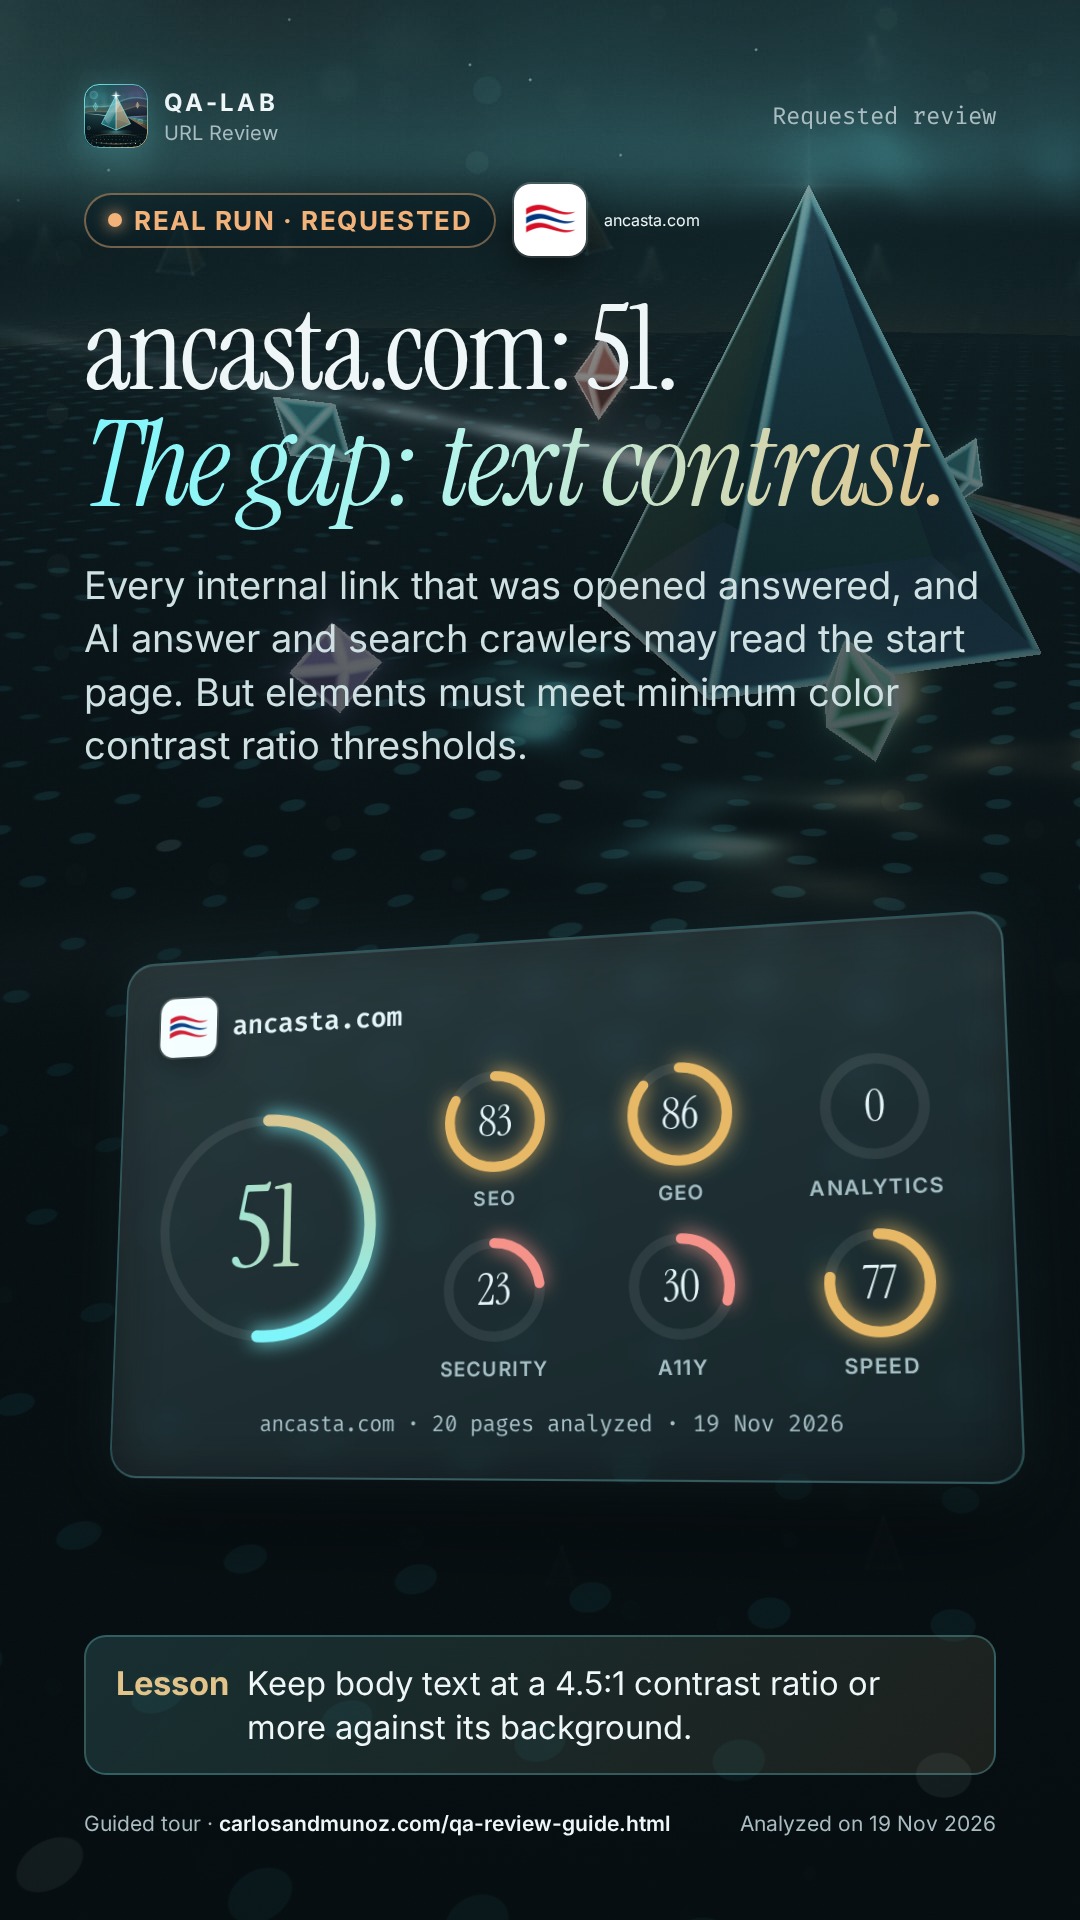 QA-LAB
URL Review
Requested review
REAL RUN · REQUESTED
ancasta.com
ancasta.com: 51.
The gap: text contrast.
Every internal link that was opened answered, and
AI answer and search crawlers may read the start
page. But elements must meet minimum color
contrast ratio thresholds.
ancasta.com
51
83
SEO
86
GEO
0
ANALYTICS
23
SECURITY
30
A11Y
77
SPEED
ancasta.com · 20 pages analyzed · 19 Nov 2026
Lesson Keep body text at a 4.5:1 contrast ratio or
more against its background.
Guided tour · carlosandmunoz.com/qa-review-guide.html
Analyzed on 19 Nov 2026